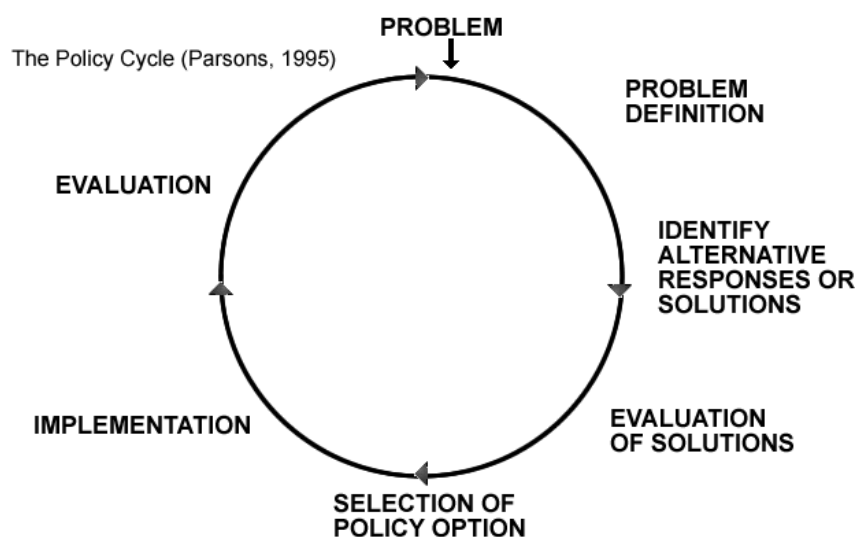 PROBLEM
The Policy Cycle (Parsons, 1995)
PROBLEM
DEFINITION
IDENTIFY
ALTERNATIVE
RESPONSES OR
SOLUTIONS
EVALUATION
OF SOLUTIONS
SELECTION OF
POLICY OPTION
IMPLEMENTATION
EVALUATION